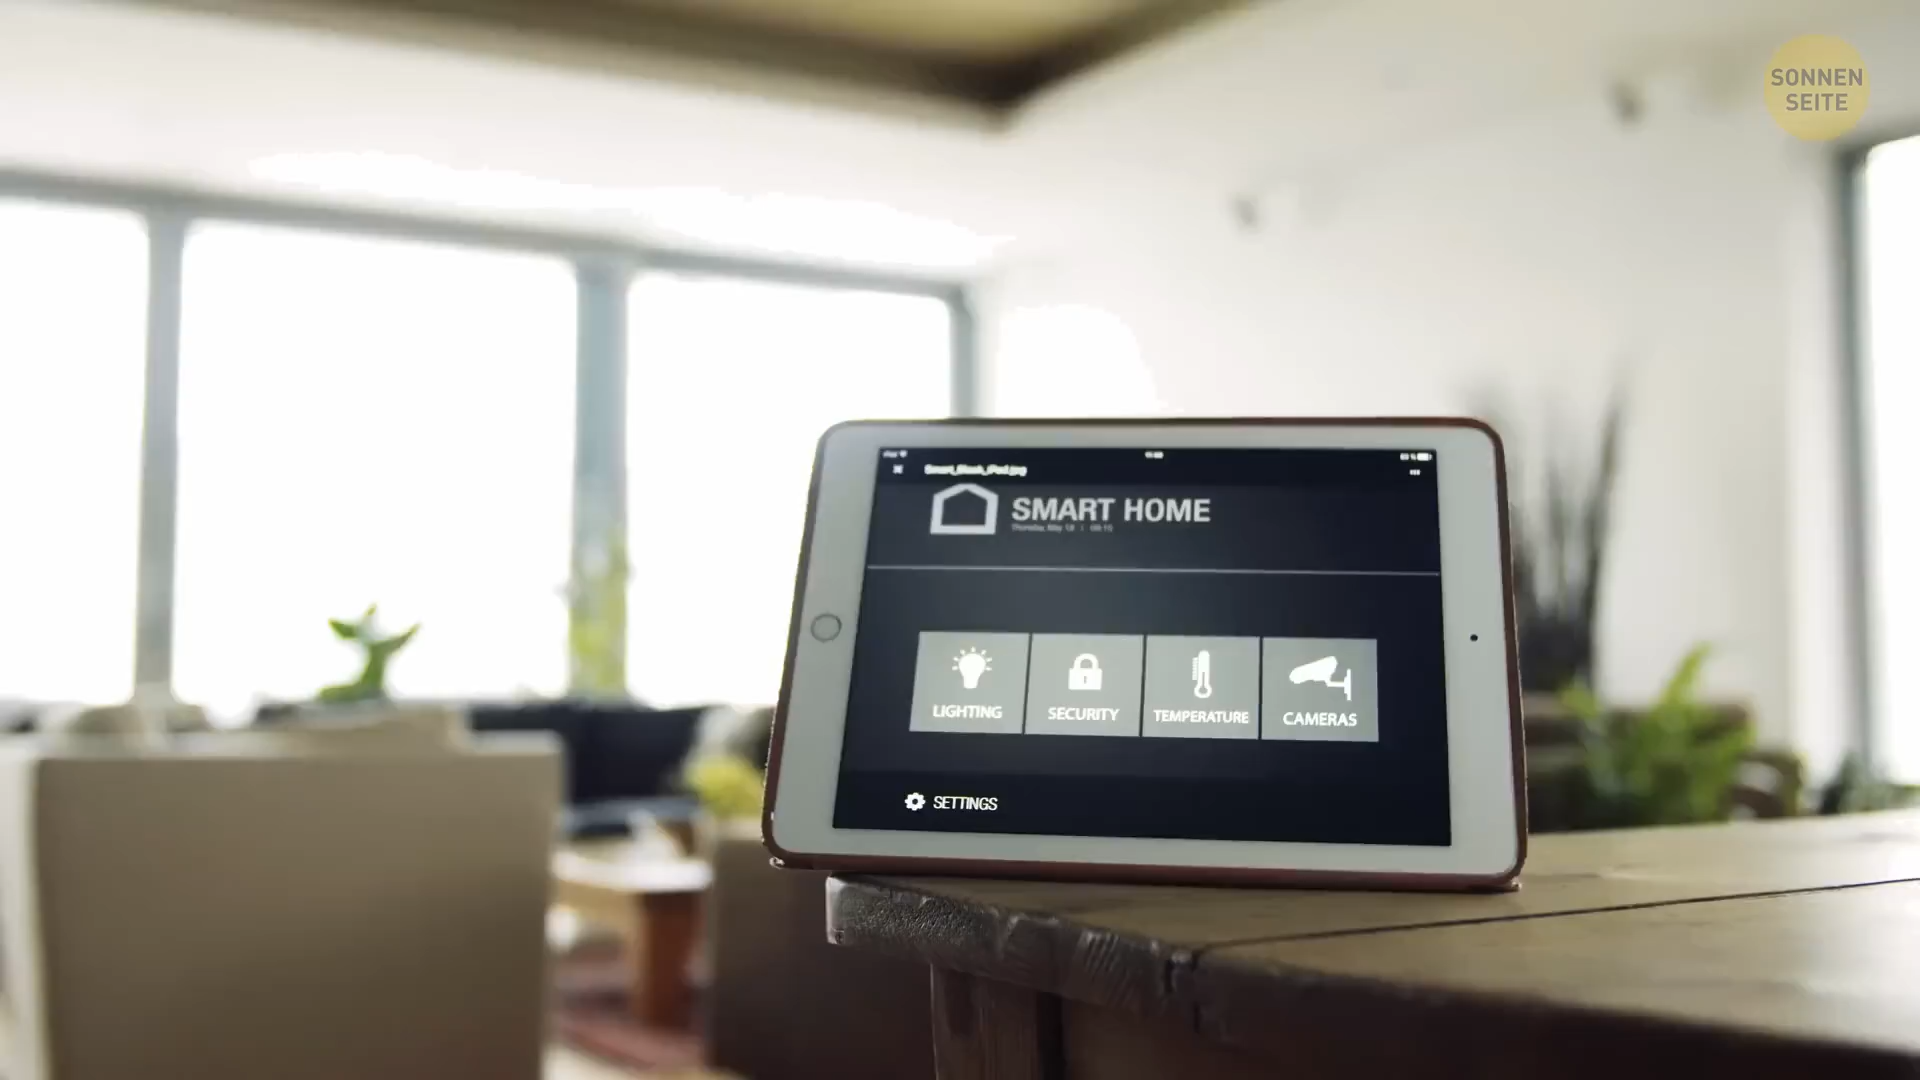 SONNEN
SEITE
SMART HOME
LIGHTING
SECURITY
TEMPERATURE
CAMERAS
SETTINGS